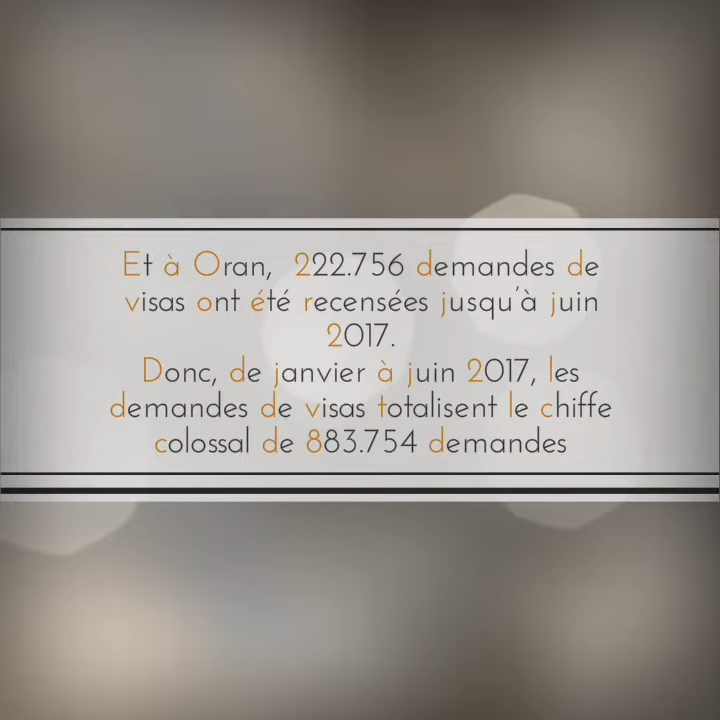 Et à Oran,  222.756 demandes de
visas ont été recensées jusqu'à juin
2017.
Donc, de janvier à juin 2017, les
demandes de visas totalisent le chiffe
colossal de 883.754 demandes